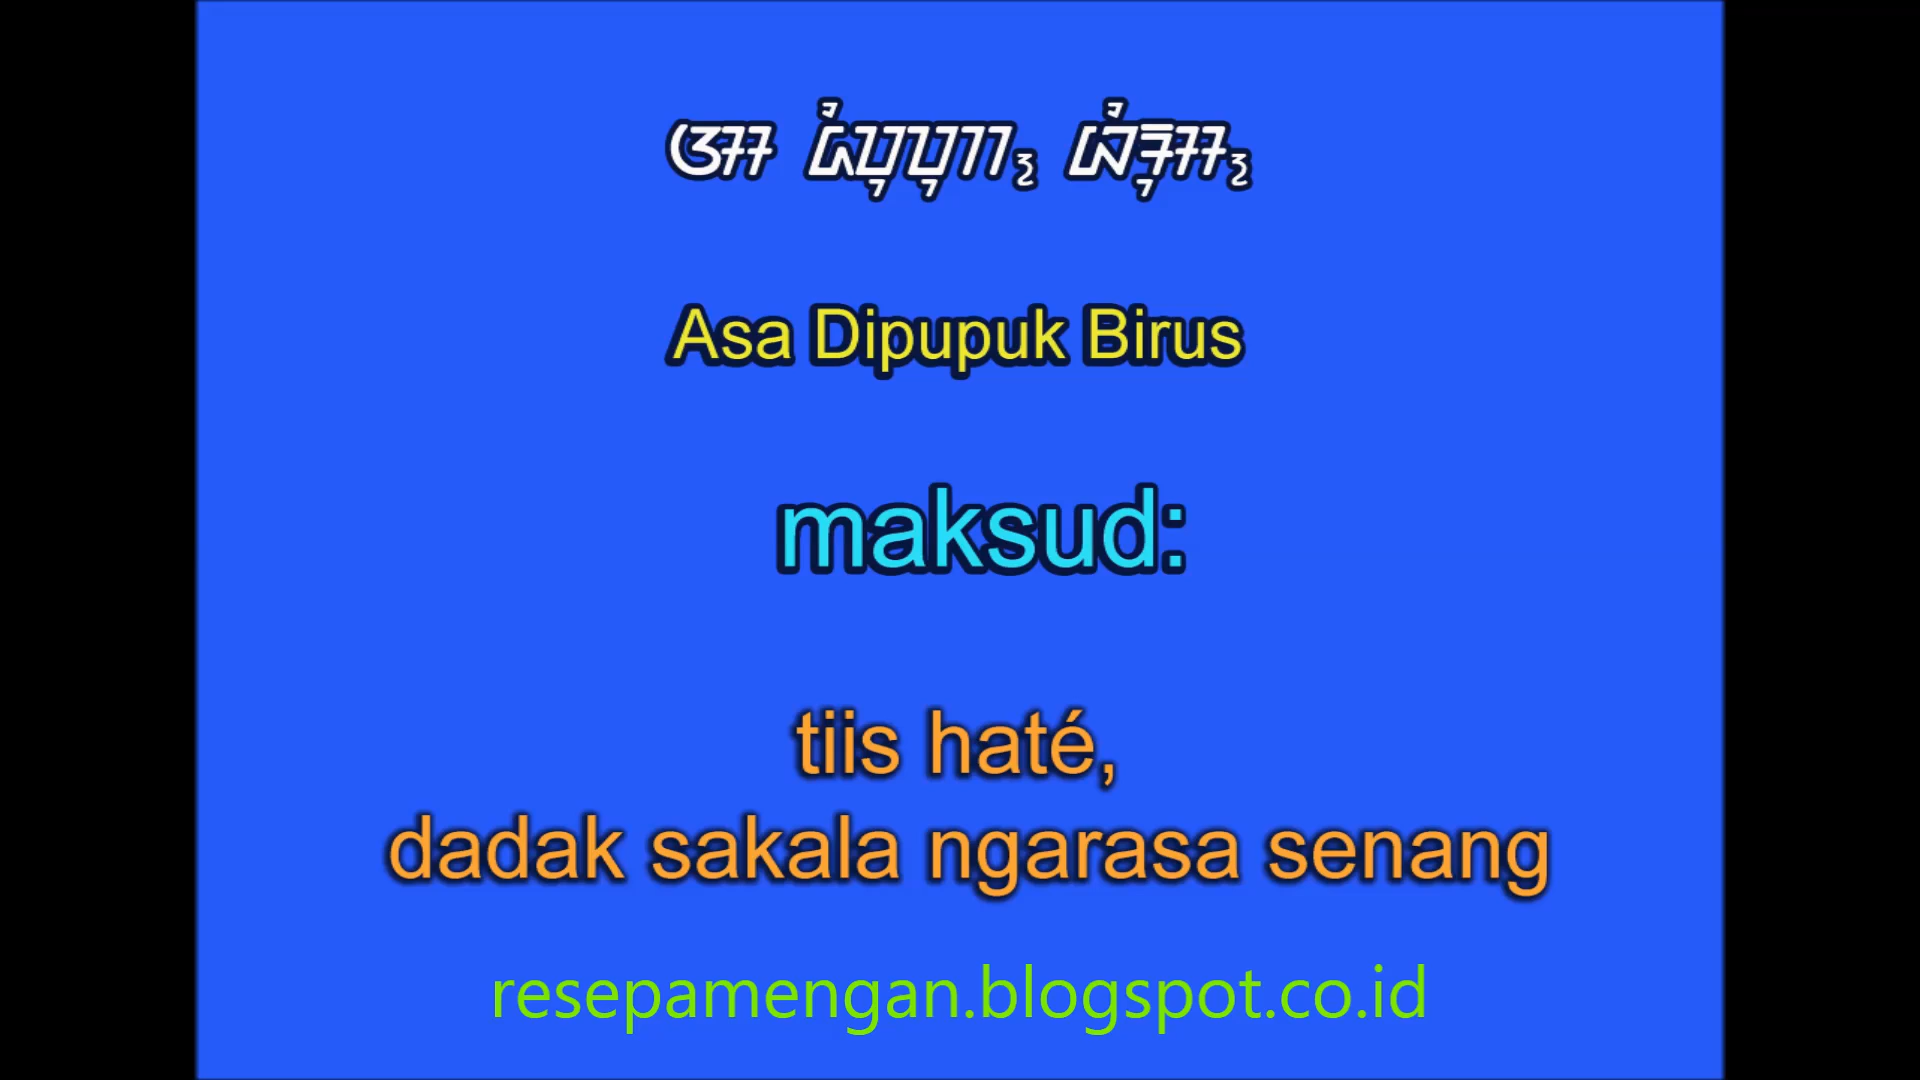 ᮃᮞ ᮓᮤᮕᮥᮕᮥᮊ᮪ ᮘᮤᮛᮥᮞ᮪
Asa Dipupuk Birus
maksud:
tiis haté,
dadak sakala ngarasa senang
resepamengan.blogspot.co.id